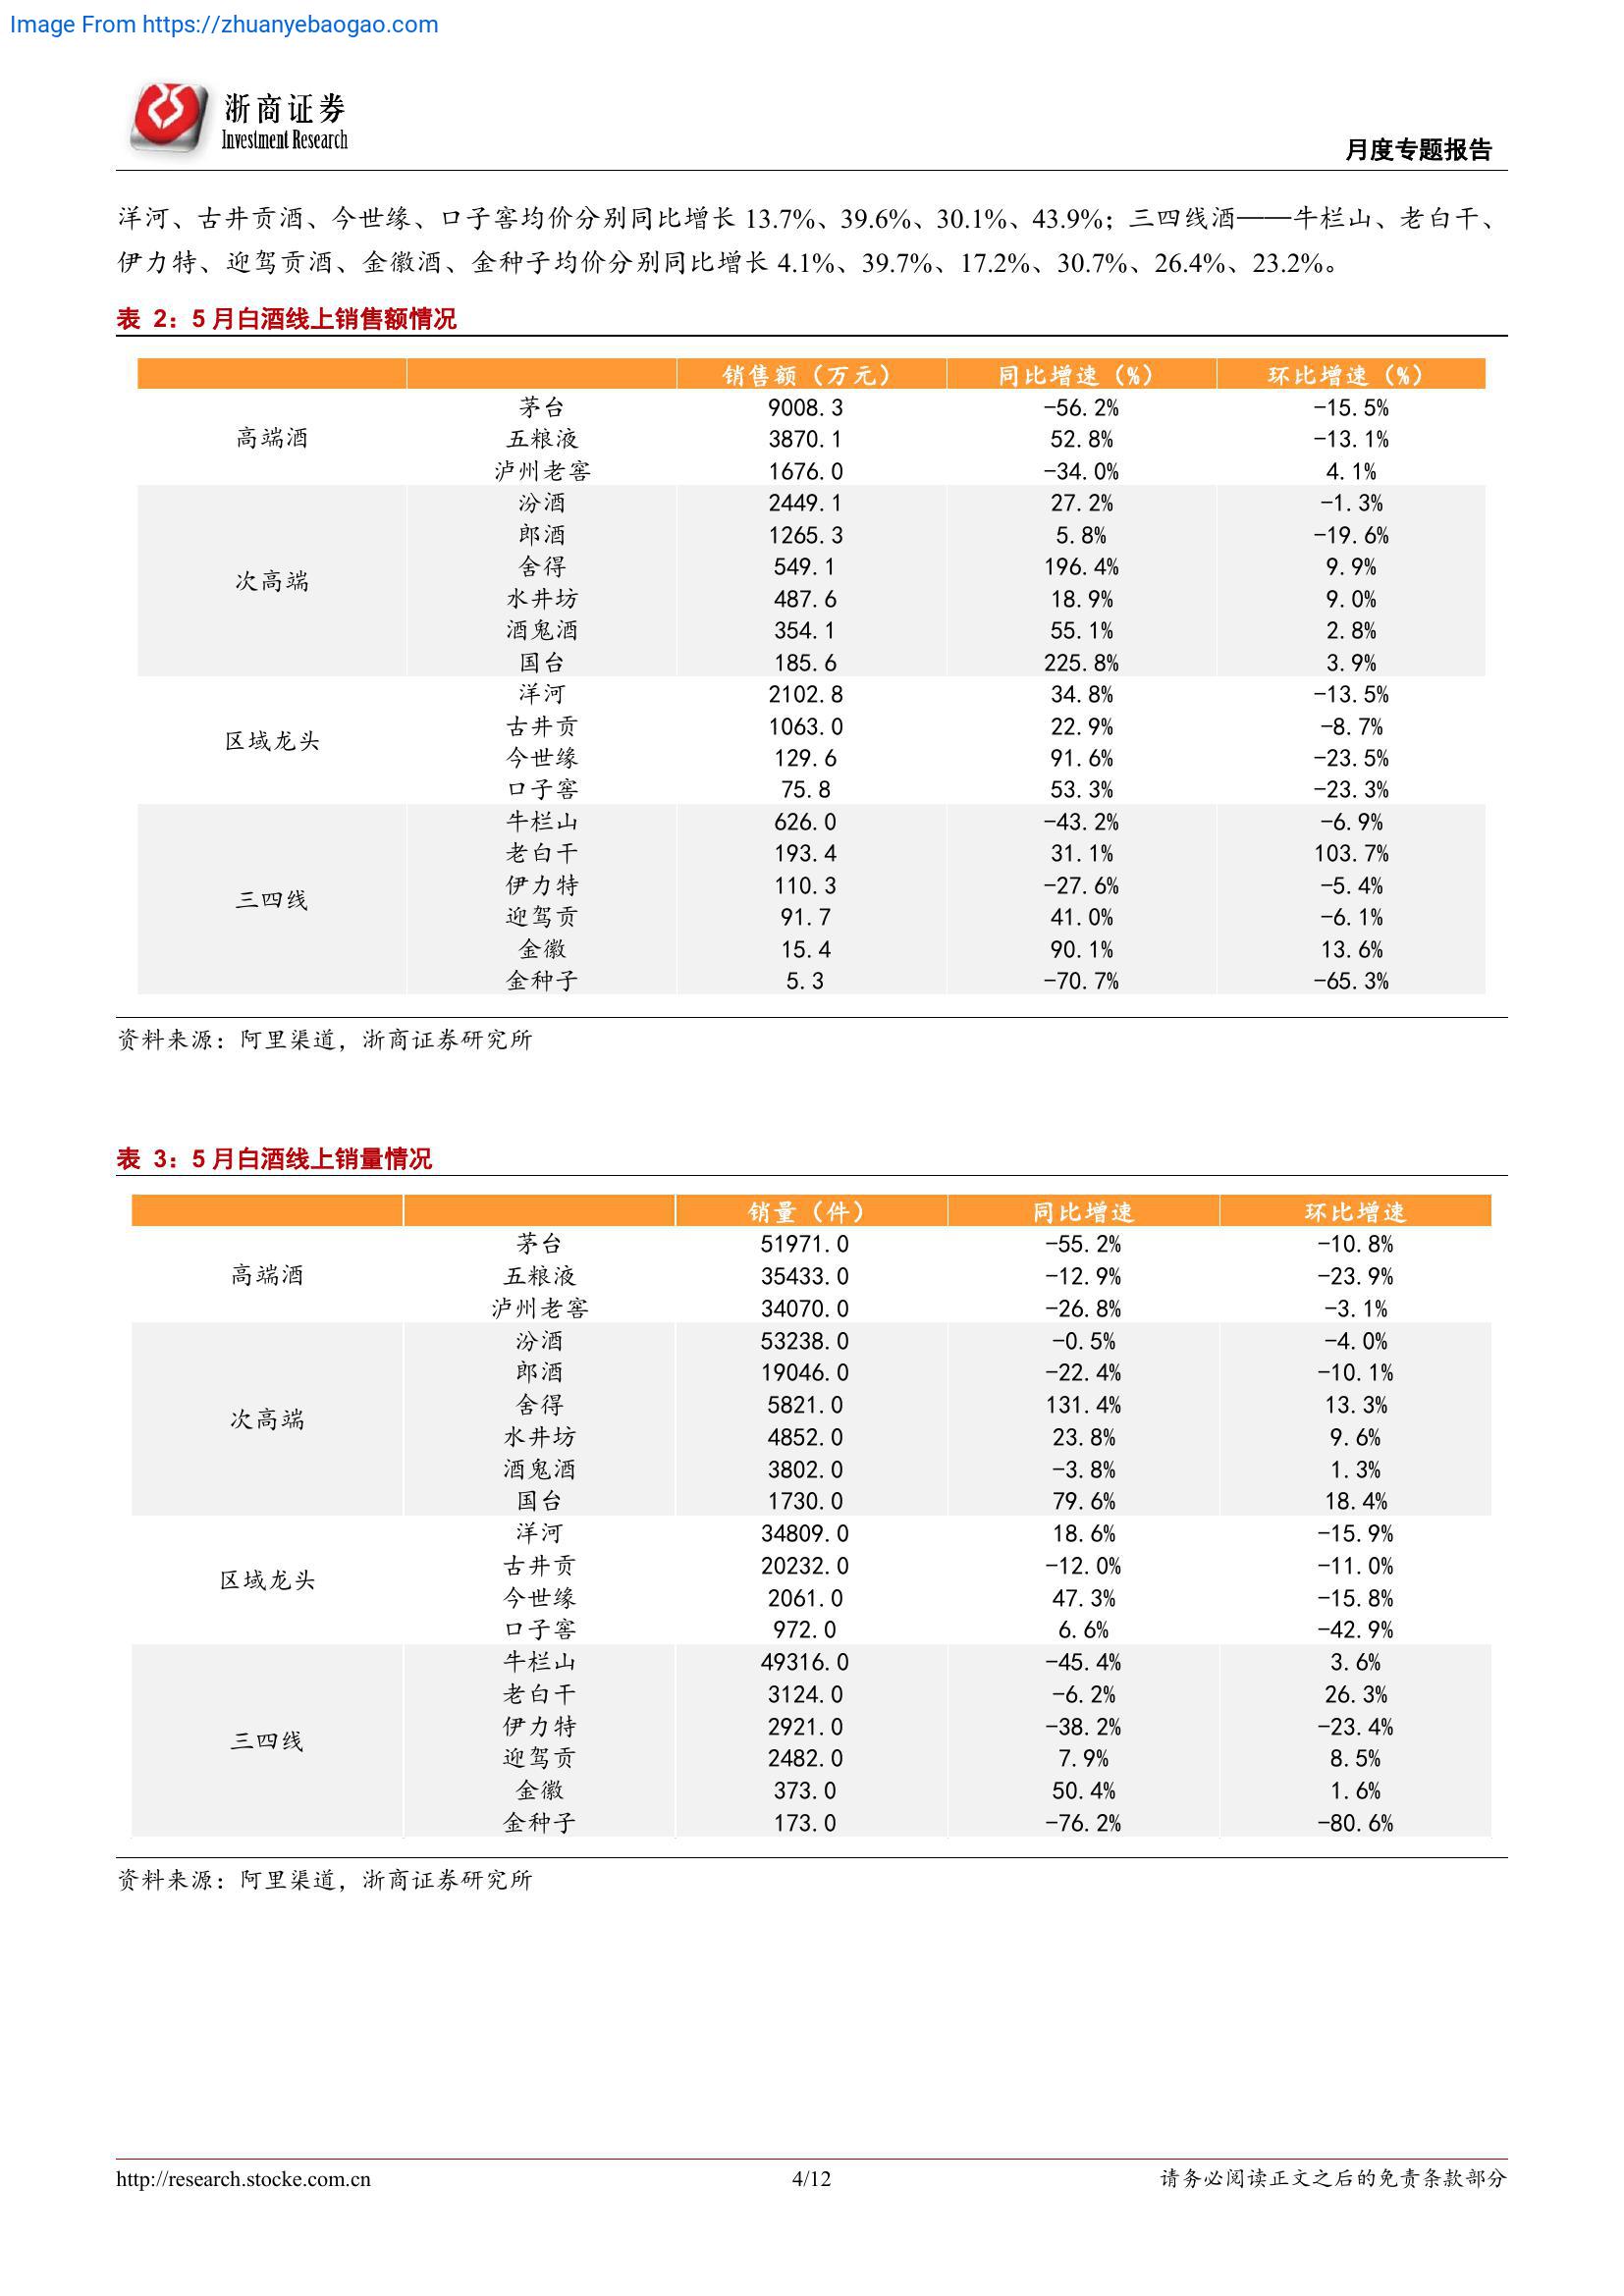 Image From https://zhuanyebaogao.com
浙商证券
Investment Research
月度专题报告
洋河、古井贡酒、今世缘、口子窖均价分别同比增长 13.7%、39.6%、30.1%、43.9%；三四线酒——牛栏山、老白干、
伊力特、迎驾贡酒、金徽酒、金种子均价分别同比增长 4.1%、39.7%、17.2%、30.7%、26.4%、23.2%。
表 2：5 月白酒线上销售额情况
销售额（万元） 同比增速（%） 环比增速（%）
茅台 9008.3 -56.2% -15.5%
高端酒 五粮液 3870.1 52.8% -13.1%
泸州老窖 1676.0 -34.0% 4.1%
汾酒 2449.1 27.2% -1.3%
郎酒 1265.3 5.8% -19.6%
舍得 549.1 196.4% 9.9%
次高端
水井坊 487.6 18.9% 9.0%
酒鬼酒 354.1 55.1% 2.8%
国台 185.6 225.8% 3.9%
洋河 2102.8 34.8% -13.5%
古井贡 1063.0 22.9% -8.7%
区域龙头
今世缘 129.6 91.6% -23.5%
口子窖 75.8 53.3% -23.3%
牛栏山 626.0 -43.2% -6.9%
老白干 193.4 31.1% 103.7%
伊力特 110.3 -27.6% -5.4%
三四线
迎驾贡 91.7 41.0% -6.1%
金徽 15.4 90.1% 13.6%
金种子 5.3 -70.7% -65.3%
资料来源：阿里渠道，浙商证券研究所
表 3：5 月白酒线上销量情况
销量（件） 同比增速 环比增速
茅台 51971.0 -55.2% -10.8%
高端酒 五粮液 35433.0 -12.9% -23.9%
泸州老窖 34070.0 -26.8% -3.1%
汾酒 53238.0 -0.5% -4.0%
郎酒 19046.0 -22.4% -10.1%
舍得 5821.0 131.4% 13.3%
次高端
水井坊 4852.0 23.8% 9.6%
酒鬼酒 3802.0 -3.8% 1.3%
国台 1730.0 79.6% 18.4%
洋河 34809.0 18.6% -15.9%
古井贡 20232.0 -12.0% -11.0%
区域龙头
今世缘 2061.0 47.3% -15.8%
口子窖 972.0 6.6% -42.9%
牛栏山 49316.0 -45.4% 3.6%
老白干 3124.0 -6.2% 26.3%
伊力特 2921.0 -38.2% -23.4%
三四线
迎驾贡 2482.0 7.9% 8.5%
金徽 373.0 50.4% 1.6%
金种子 173.0 -76.2% -80.6%
资料来源：阿里渠道，浙商证券研究所
http://research.stocke.com.cn 4/12 请务必阅读正文之后的免责条款部分